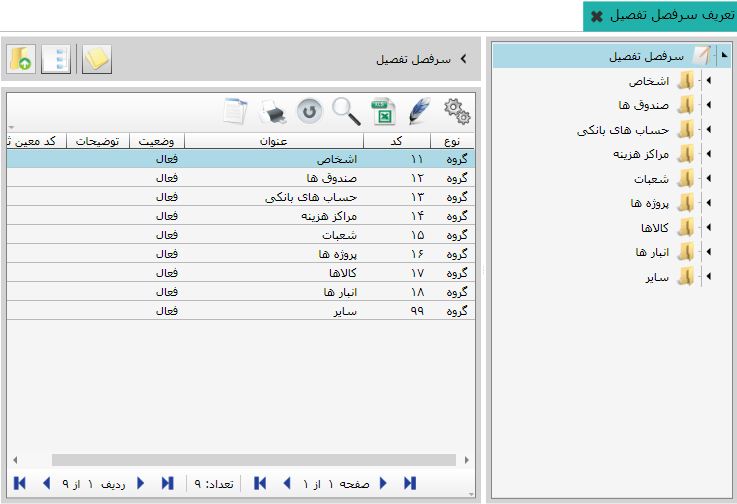 تعریف سرفصل تفصیل
سرفصل تفصیل
اشخاص
صندوق ها
حساب های بانکی
مراکز هزینه
شعبات
پروژه ها
کالاها
انبار ها
سایر
سرفصل تفصیل
نوع کد عنوان وضعیت توضیحات کد معین
گروه ۱۱ اشخاص فعال
گروه ۱۲ صندوق ها فعال
گروه ۱۳ حساب های بانکی فعال
گروه ۱۴ مراکز هزینه فعال
گروه ۱۵ شعبات فعال
گروه ۱۶ پروژه ها فعال
گروه ۱۷ کالاها فعال
گروه ۱۸ انبار ها فعال
گروه ۹۹ سایر فعال
صفحه ۱ از ۱ تعداد: ۹ ردیف ۱ از ۹